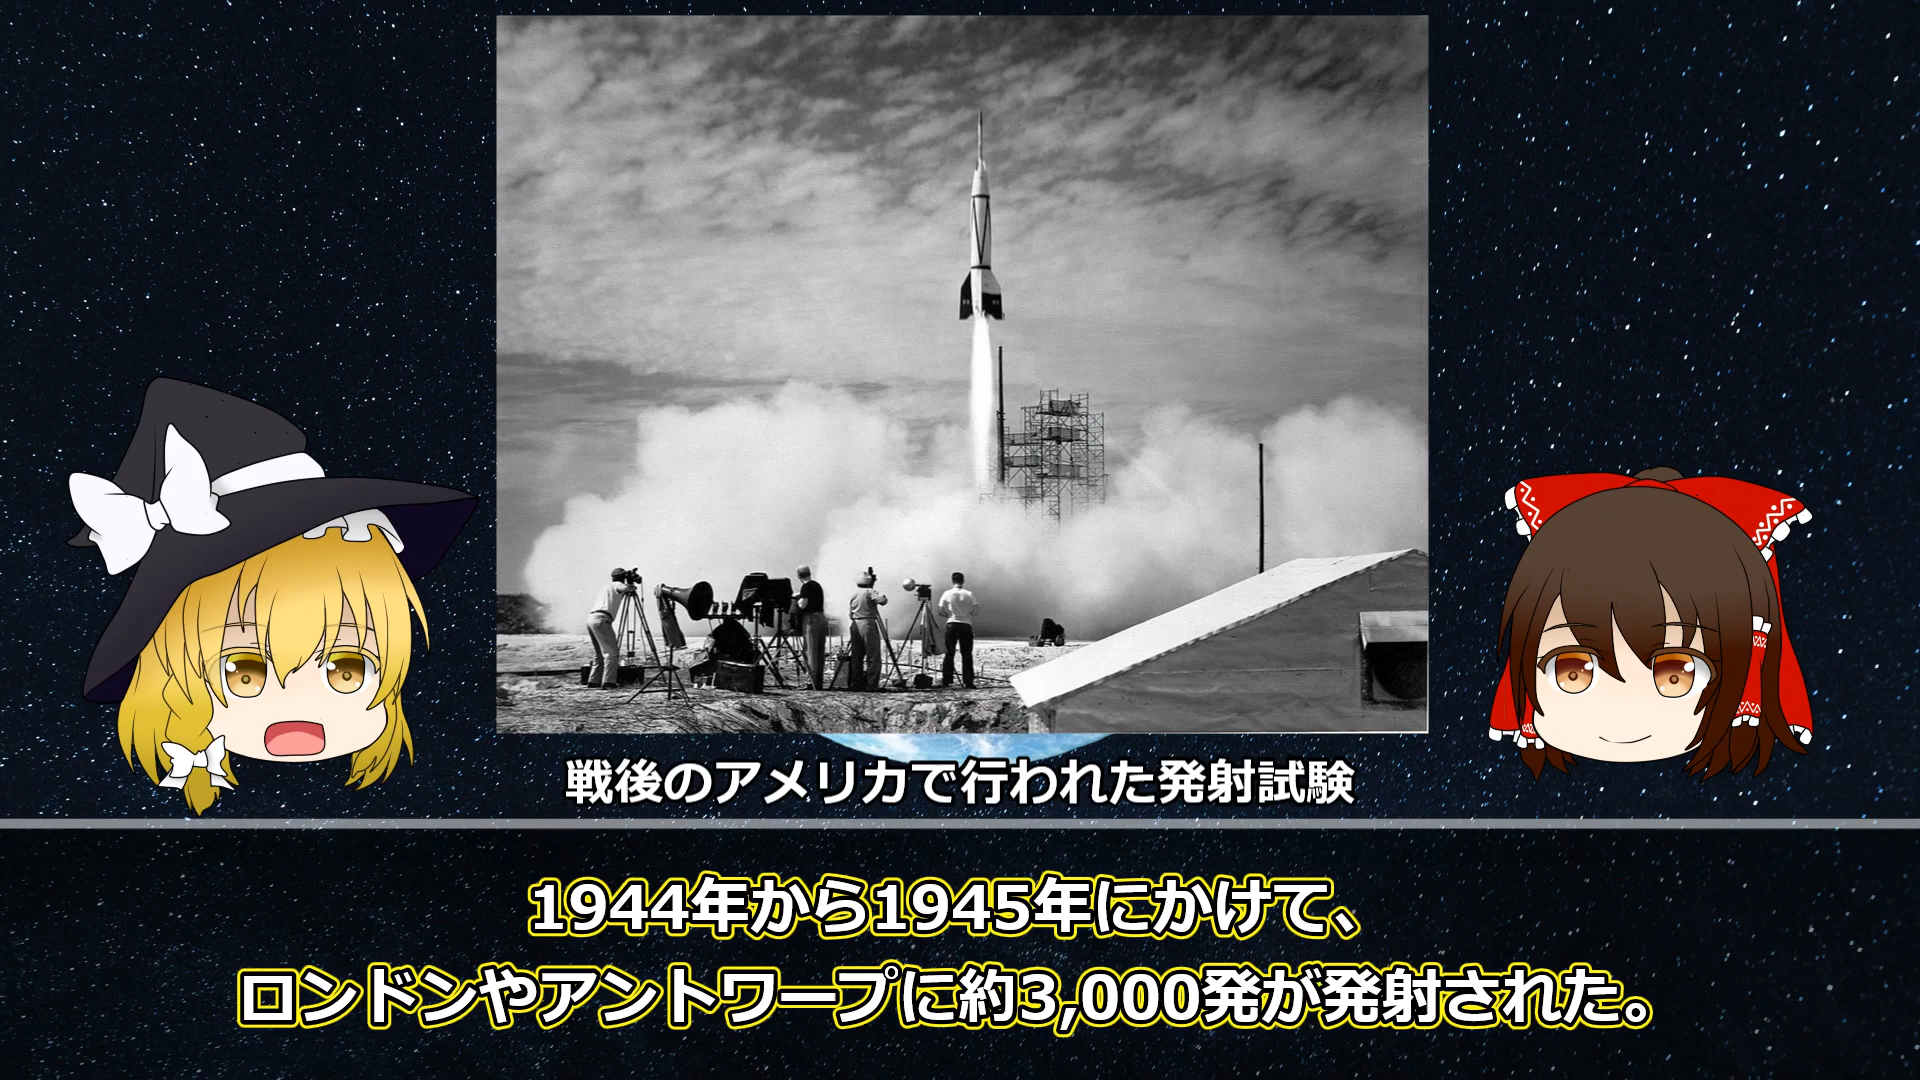 戦後のアメリカで行われた発射試験
1944年から1945年にかけて、
ロンドンやアントワープに約3,000発が発射された。